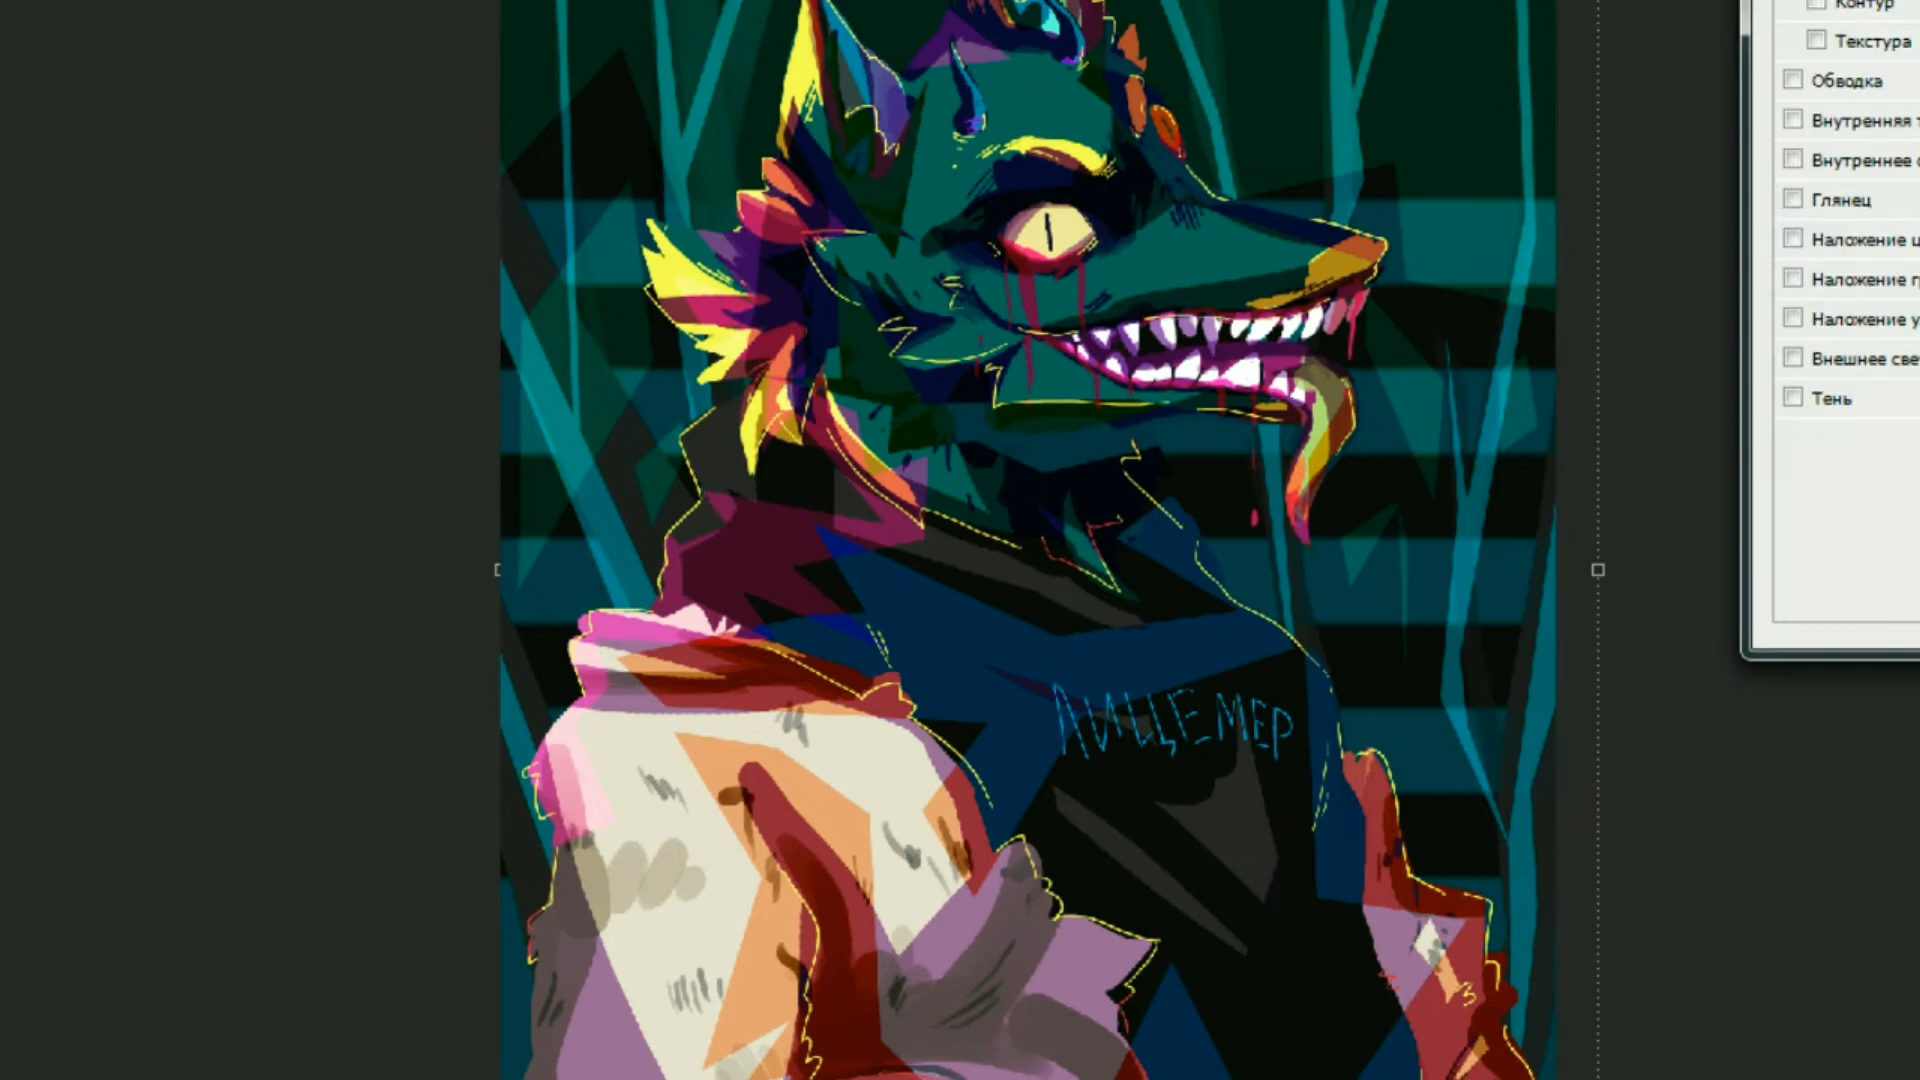 Контур
Текстура
Обводка
Внутренняя
Внутреннее
Глянец
Наложение
Наложение
Наложение
Внешнее
Тень
ЛИЦЕМЕР